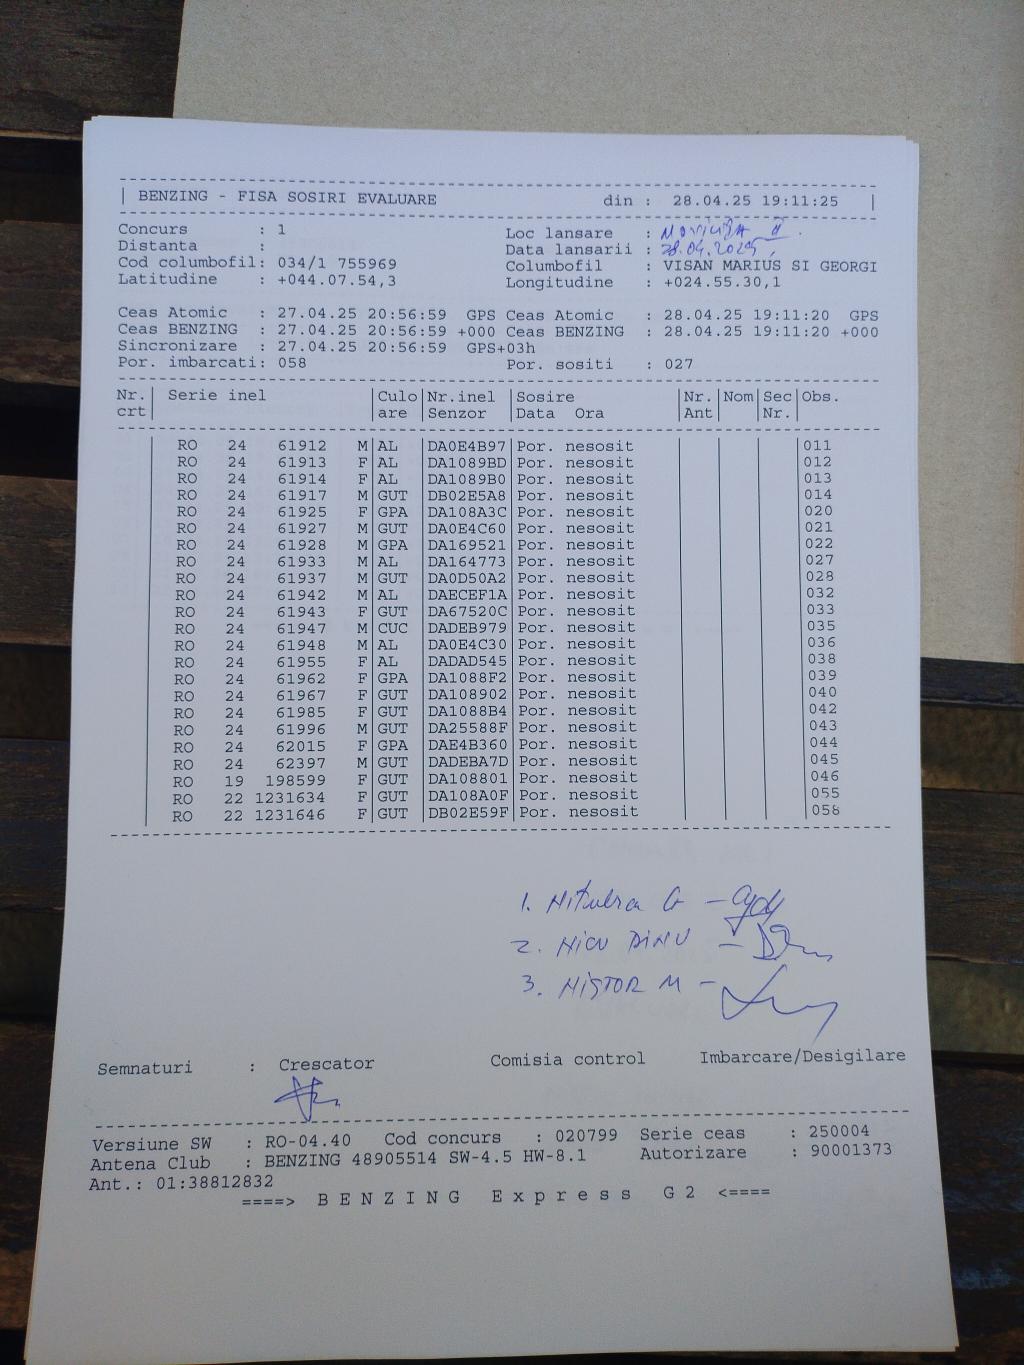 BENZING - FISA SOSIRI EVALUARE din : 28.04.25 19:11:25
Concurs : 1 Loc lansare : MOVILITA II.
Distanta : Data lansarii : 28.04.2025,
Cod columbofil: 034/1 755969 Columbofil : VISAN MARIUS SI GEORGI
Latitudine : +044.07.54,3 Longitudine : +024.55.30,1
Ceas Atomic : 27.04.25 20:56:59 GPS Ceas Atomic : 28.04.25 19:11:20 GPS
Ceas BENZING : 27.04.25 20:56:59 +000 Ceas BENZING : 28.04.25 19:11:20 +000
Sincronizare : 27.04.25 20:56:59 GPS+03h
Por. imbarcati: 058 Por. sositi : 027
Nr. Serie inel Culo Nr.inel Sosire Nr. Nom Sec Obs.
crt are Senzor Data Ora Ant Nr.
RO 24 61912 M AL DA0E4B97 Por. nesosit 011
RO 24 61913 F AL DA1089BD Por. nesosit 012
RO 24 61914 F AL DA1089B0 Por. nesosit 013
RO 24 61917 M GUT DB02E5A8 Por. nesosit 014
RO 24 61925 F GPA DA108A3C Por. nesosit 020
RO 24 61927 M GUT DA0E4C60 Por. nesosit 021
RO 24 61928 M GPA DA169521 Por. nesosit 022
RO 24 61933 M AL DA164773 Por. nesosit 027
RO 24 61937 M GUT DA0D50A2 Por. nesosit 028
RO 24 61942 M AL DAECEF1A Por. nesosit 032
RO 24 61943 F GUT DA67520C Por. nesosit 033
RO 24 61947 M CUC DADEB979 Por. nesosit 035
RO 24 61948 M AL DA0E4C30 Por. nesosit 036
RO 24 61955 F AL DADAD545 Por. nesosit 038
RO 24 61962 F GPA DA1088F2 Por. nesosit 039
RO 24 61967 F GUT DA108902 Por. nesosit 040
RO 24 61985 F GUT DA1088B4 Por. nesosit 042
RO 24 61996 M GUT DA25588F Por. nesosit 043
RO 24 62015 F GPA DAE4B360 Por. nesosit 044
RO 24 62397 M GUT DADEBA7D Por. nesosit 045
RO 19 198599 F GUT DA108801 Por. nesosit 046
RO 22 1231634 F GUT DA108A0F Por. nesosit 055
RO 22 1231646 F GUT DB02E59F Por. nesosit 058
1. G -
2. NICU DINU -
3. NISTOR M -
Semnaturi : Crescator Comisia control Imbarcare/Desigilare
Versiune SW : RO-04.40 Cod concurs : 020799 Serie ceas : 250004
Antena Club : BENZING 48905514 SW-4.5 HW-8.1 Autorizare : 90001373
Ant.: 01:38812832
====> BENZING Express G2 <====